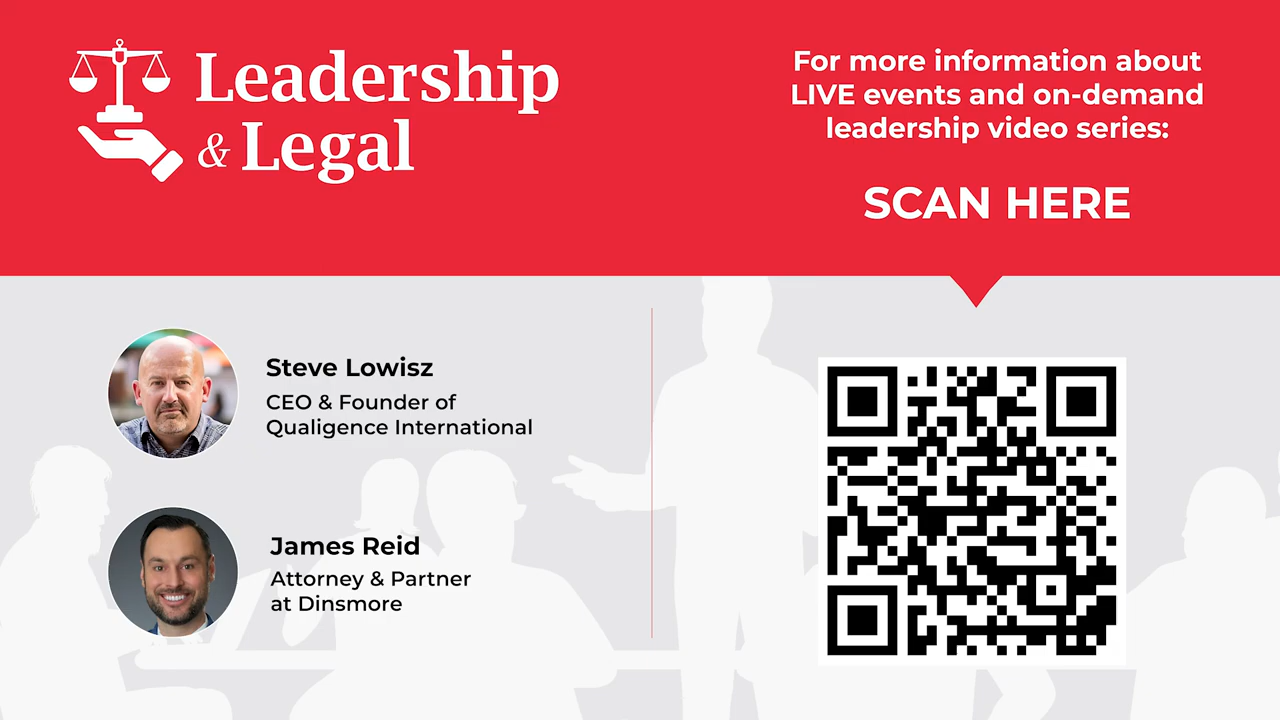 Leadership
& Legal
For more information about
LIVE events and on-demand
leadership video series:
SCAN HERE
Steve Lowisz
CEO & Founder of
Qualigence International
James Reid
Attorney & Partner
at Dinsmore